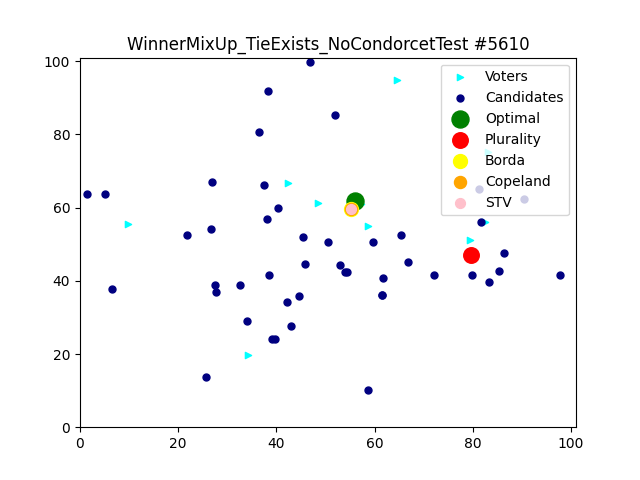 WinnerMixUp_TieExists_NoCondorcetTest #5610
100
80
60
40
20
0
0 20 40 60 80 100
Voters
Candidates
Optimal
Plurality
Borda
Copeland
STV